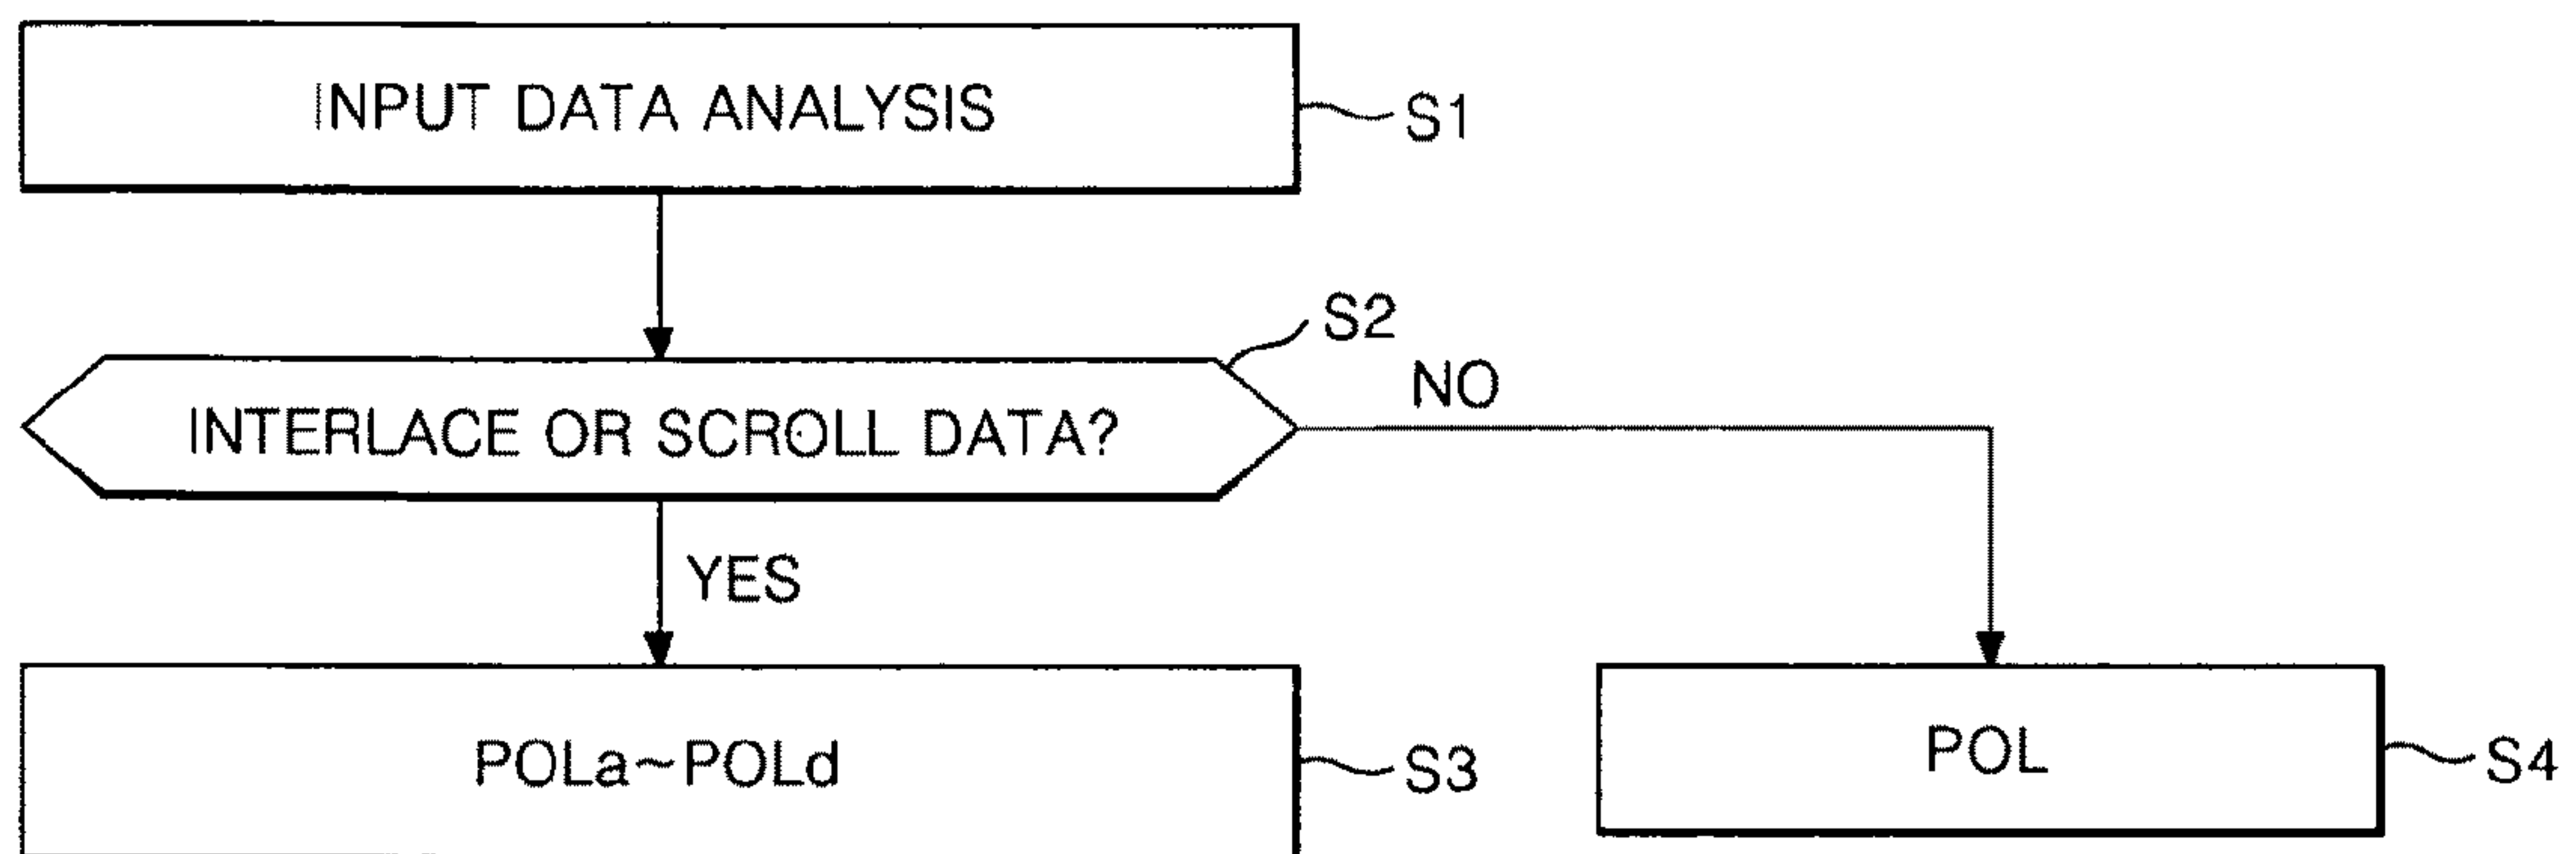 INPUT DATA ANALYSIS
S1
S2
INTERLACE OR SCROLL DATA?
NO
YES
POLa~POLd
S3
POL
S4